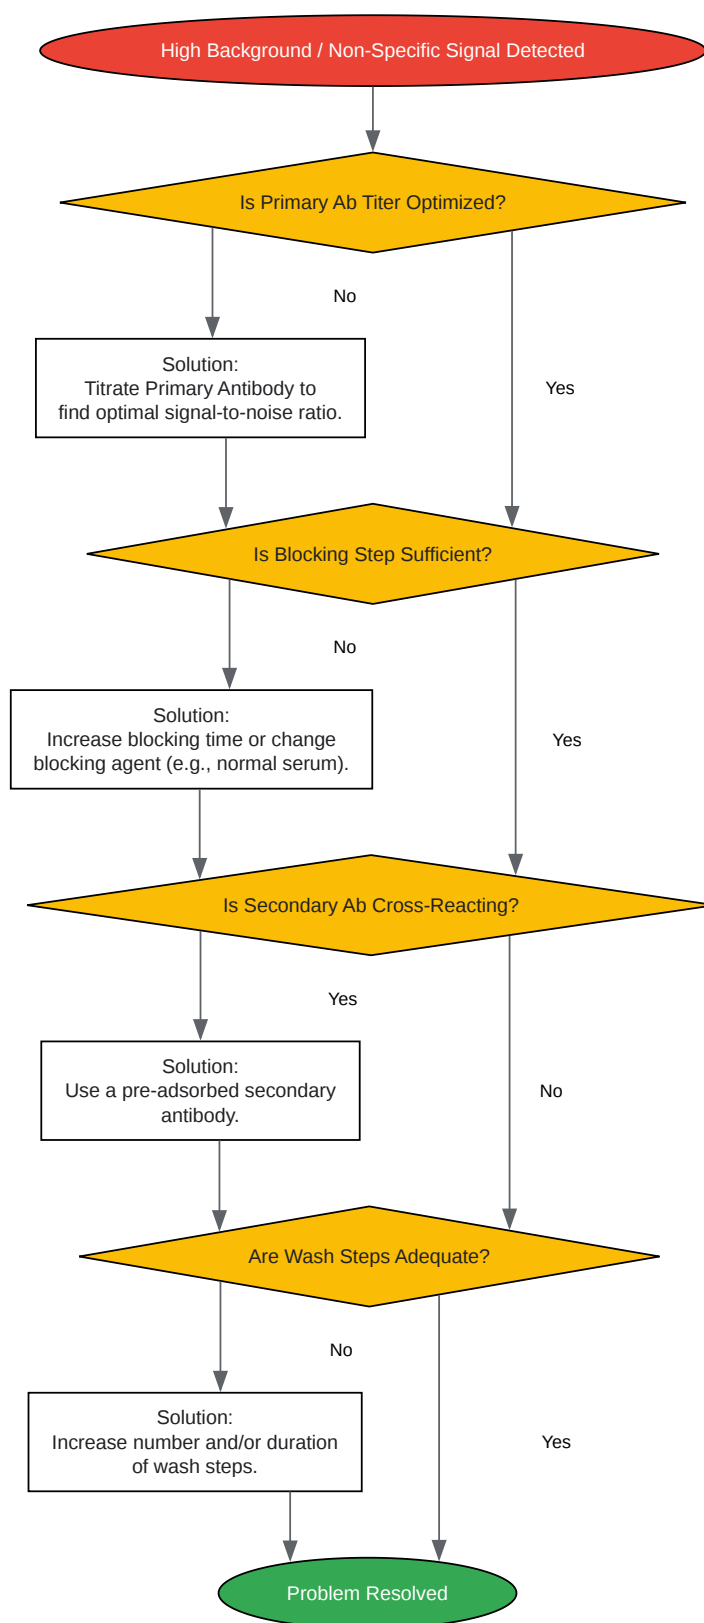 High Background / Non-Specific Signal Detected
Is Primary Ab Titer Optimized?
No
Solution:
Titrate Primary Antibody to
find optimal signal-to-noise ratio.
Yes
Is Blocking Step Sufficient?
No
Solution:
Increase blocking time or change
blocking agent (e.g., normal serum).
Yes
Is Secondary Ab Cross-Reacting?
Yes
Solution:
Use a pre-adsorbed secondary
antibody.
No
Are Wash Steps Adequate?
No
Solution:
Increase number and/or duration
of wash steps.
Yes
Problem Resolved